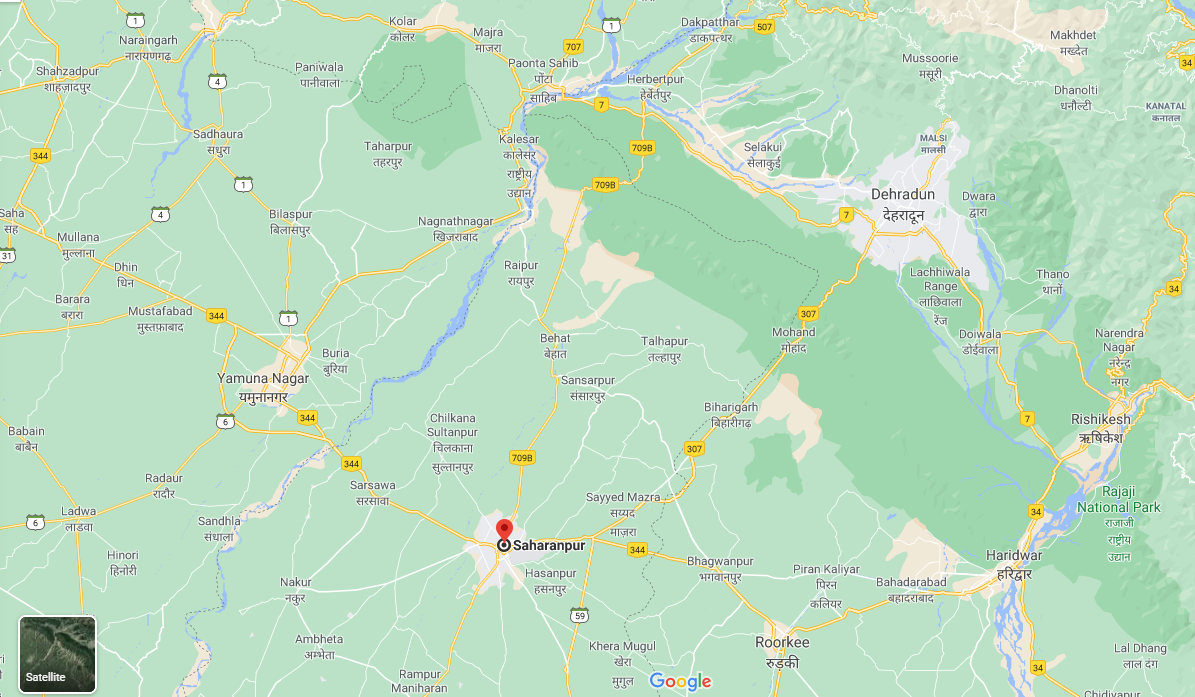 1
Naraingarh
नारायणगढ़
Kolar
कोलर
Majra
माजरा
1
707
Dakpatthar
डाकपत्थर
507
Makhdet
मख्देत
34
Shahzadpur
शाहज़ादपुर
4
Paniwala
पानीवाला
Paonta Sahib
पोंटा
साहिब
Herbertpur
हेर्बेतपुर
7
Mussoorie
मसूरी
Dhanolti
धनौल्टी
KANATAL
कनातल
Sadhaura
सधुरा
344
Taharpur
तहरपुर
Kalesar
कालेसर
राष्ट्रीय
उद्यान
709B
Selakui
सेलाकुई
MALSI
मालसी
1
709B
Dehradun
देहरादून
Dwara
द्वारा
4
Saha
सह
Bilaspur
बिलासपुर
Nagnathnagar
खिजराबाद
7
Mullana
मुल्लाना
31
Dhin
धिन
Raipur
रायपुर
Lachhiwala
Range
लाछिवाला
रेंज
Thano
थानों
34
Barara
बरारा
Mustafabad
मुस्तफ़ाबाद
344
1
307
Mohand
मोहांद
Behat
बेहात
Talhapur
तल्हापुर
Doiwala
डोईवाला
Narendra
Nagar
नरेन्द्र
नगर
Buria
बुरिया
Yamuna Nagar
यमुनानगर
Sansarpur
संसारपुर
6
344
Chilkana
Sultanpur
चिलकाना
सुल्तानपुर
Biharigarh
बिहारीगढ़
7
Rishikesh
ऋषिकेश
Babain
बाबैन
344
709B
307
Radaur
रादौर
Sarsawa
सरसावा
Sayyed Mazra
सय्यद
माज़रा
Rajaji
National Park
राजाजी
राष्ट्रीय
उद्यान
34
6
Ladwa
लाडवा
Sandhla
संधाला
Saharanpur
344
Hinori
हिनोरी
Haridwar
हरिद्वार
Nakur
नकुर
Hasanpur
हसनपुर
Bhagwanpur
भगवानपुर
Piran Kaliyar
पिरन
कलियर
Bahadarabad
बहादराबाद
59
Ambheta
अम्भेता
Khera Mugul
खेरा
मुगुल
Roorkee
रुड़की
34
Lal Dhang
लाल दांग
Satellite
Rampur
Maniharan
Google
Chidiyapur